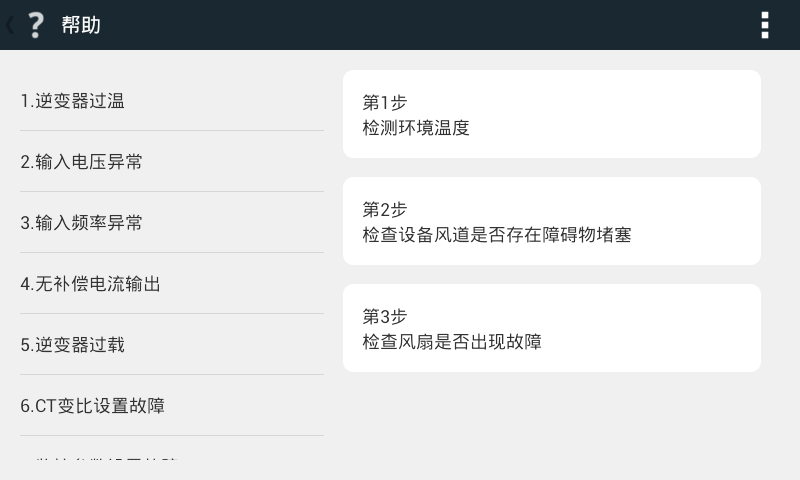 帮助
1.逆变器过温
2.输入电压异常
3.输入频率异常
4.无补偿电流输出
5.逆变器过载
6.CT变比设置故障
第1步
检测环境温度
第2步
检查设备风道是否存在障碍物堵塞
第3步
检查风扇是否出现故障